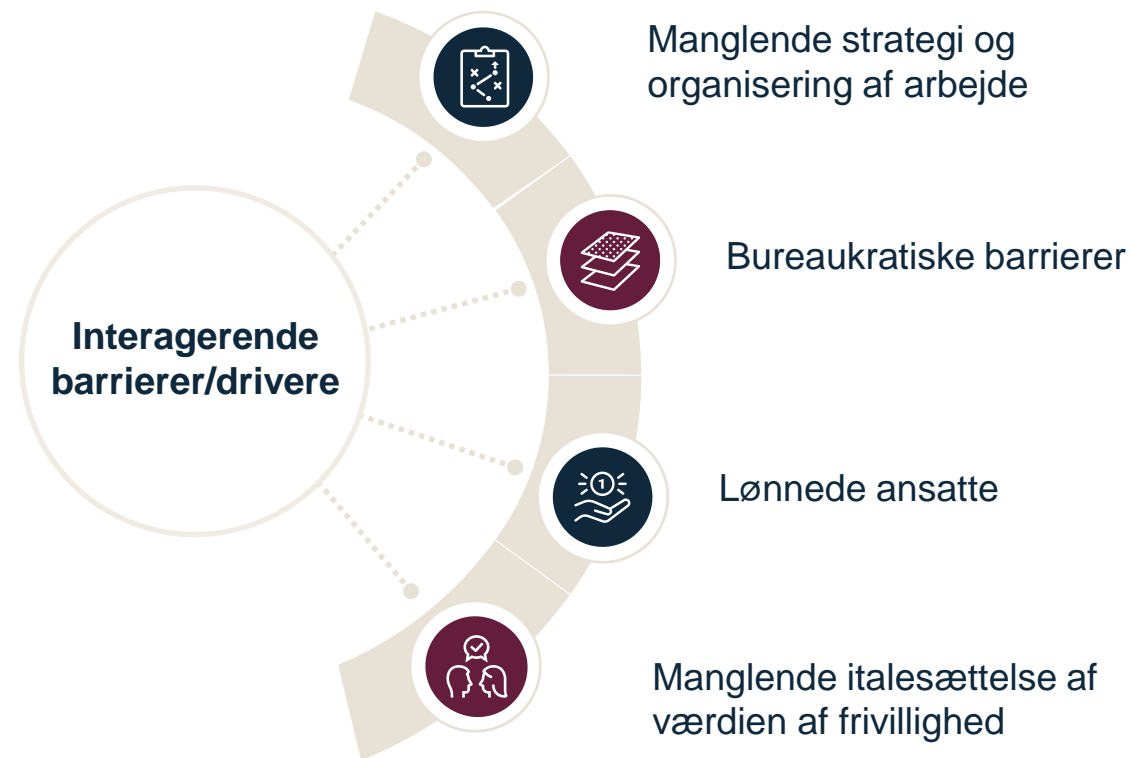 Manglende strategi og
organisering af arbejde
Bureaukratiske barrierer
Interagerende
barrierer/drivere
1
Lønnede ansatte
Manglende italesættelse af
værdien af frivillighed